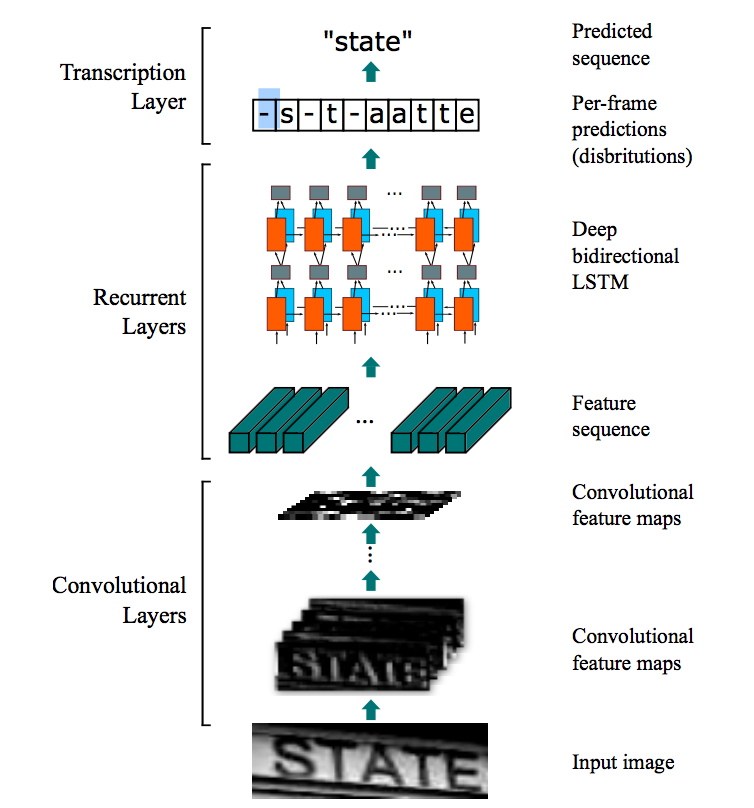 "state"
Predicted
sequence
Transcription
Layer
-s-t-aatte
Per-frame
predictions
(disbritutions)
...
Deep
bidirectional
LSTM
...
...
...
Recurrent
Layers
...
Feature
sequence
Convolutional
feature maps
...
Convolutional
Layers
STATE
Convolutional
feature maps
STATE
Input image